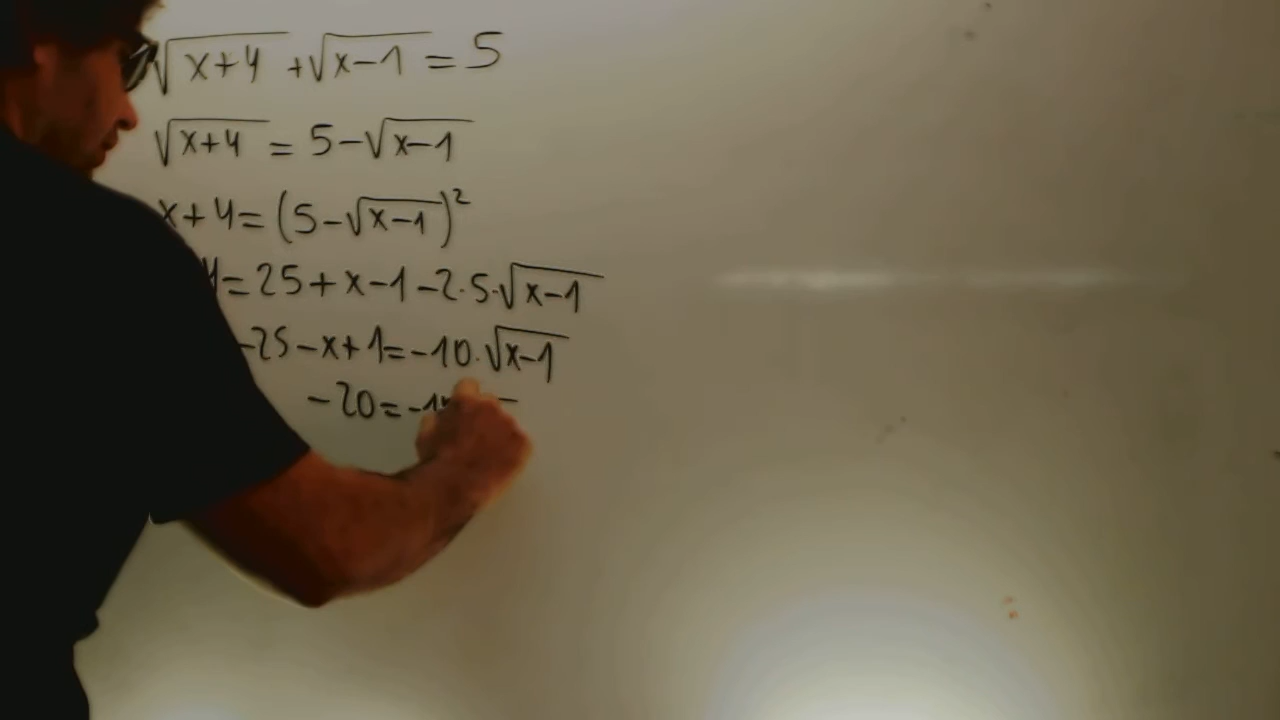 √(x+4) + √(x-1) = 5
√(x+4) = 5-√(x-1)
x+4=(5-√(x-1))²
4=25+x-1-2·5·√(x-1)
-25-x+1=-10·√(x-1)
-20=-1